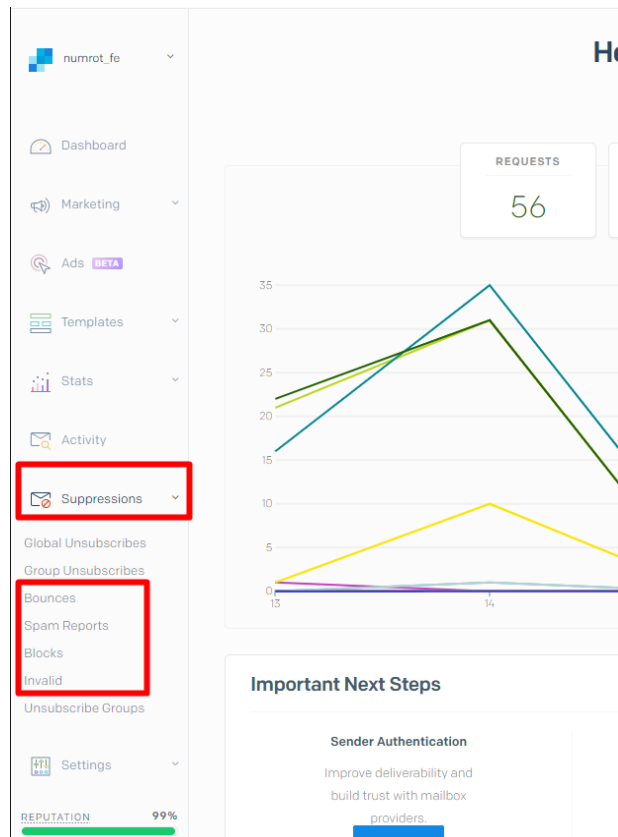 numrot_fe
Dashboard
Marketing
Ads BETA
Templates
Stats
Activity
Suppressions
Global Unsubscribes
Group Unsubscribes
Bounces
Spam Reports
Blocks
Invalid
Unsubscribe Groups
Settings
REPUTATION 99%
REQUESTS
56
35
30
25
20
15
10
5
0
13 14
Important Next Steps
Sender Authentication
Improve deliverability and
build trust with mailbox
providers.